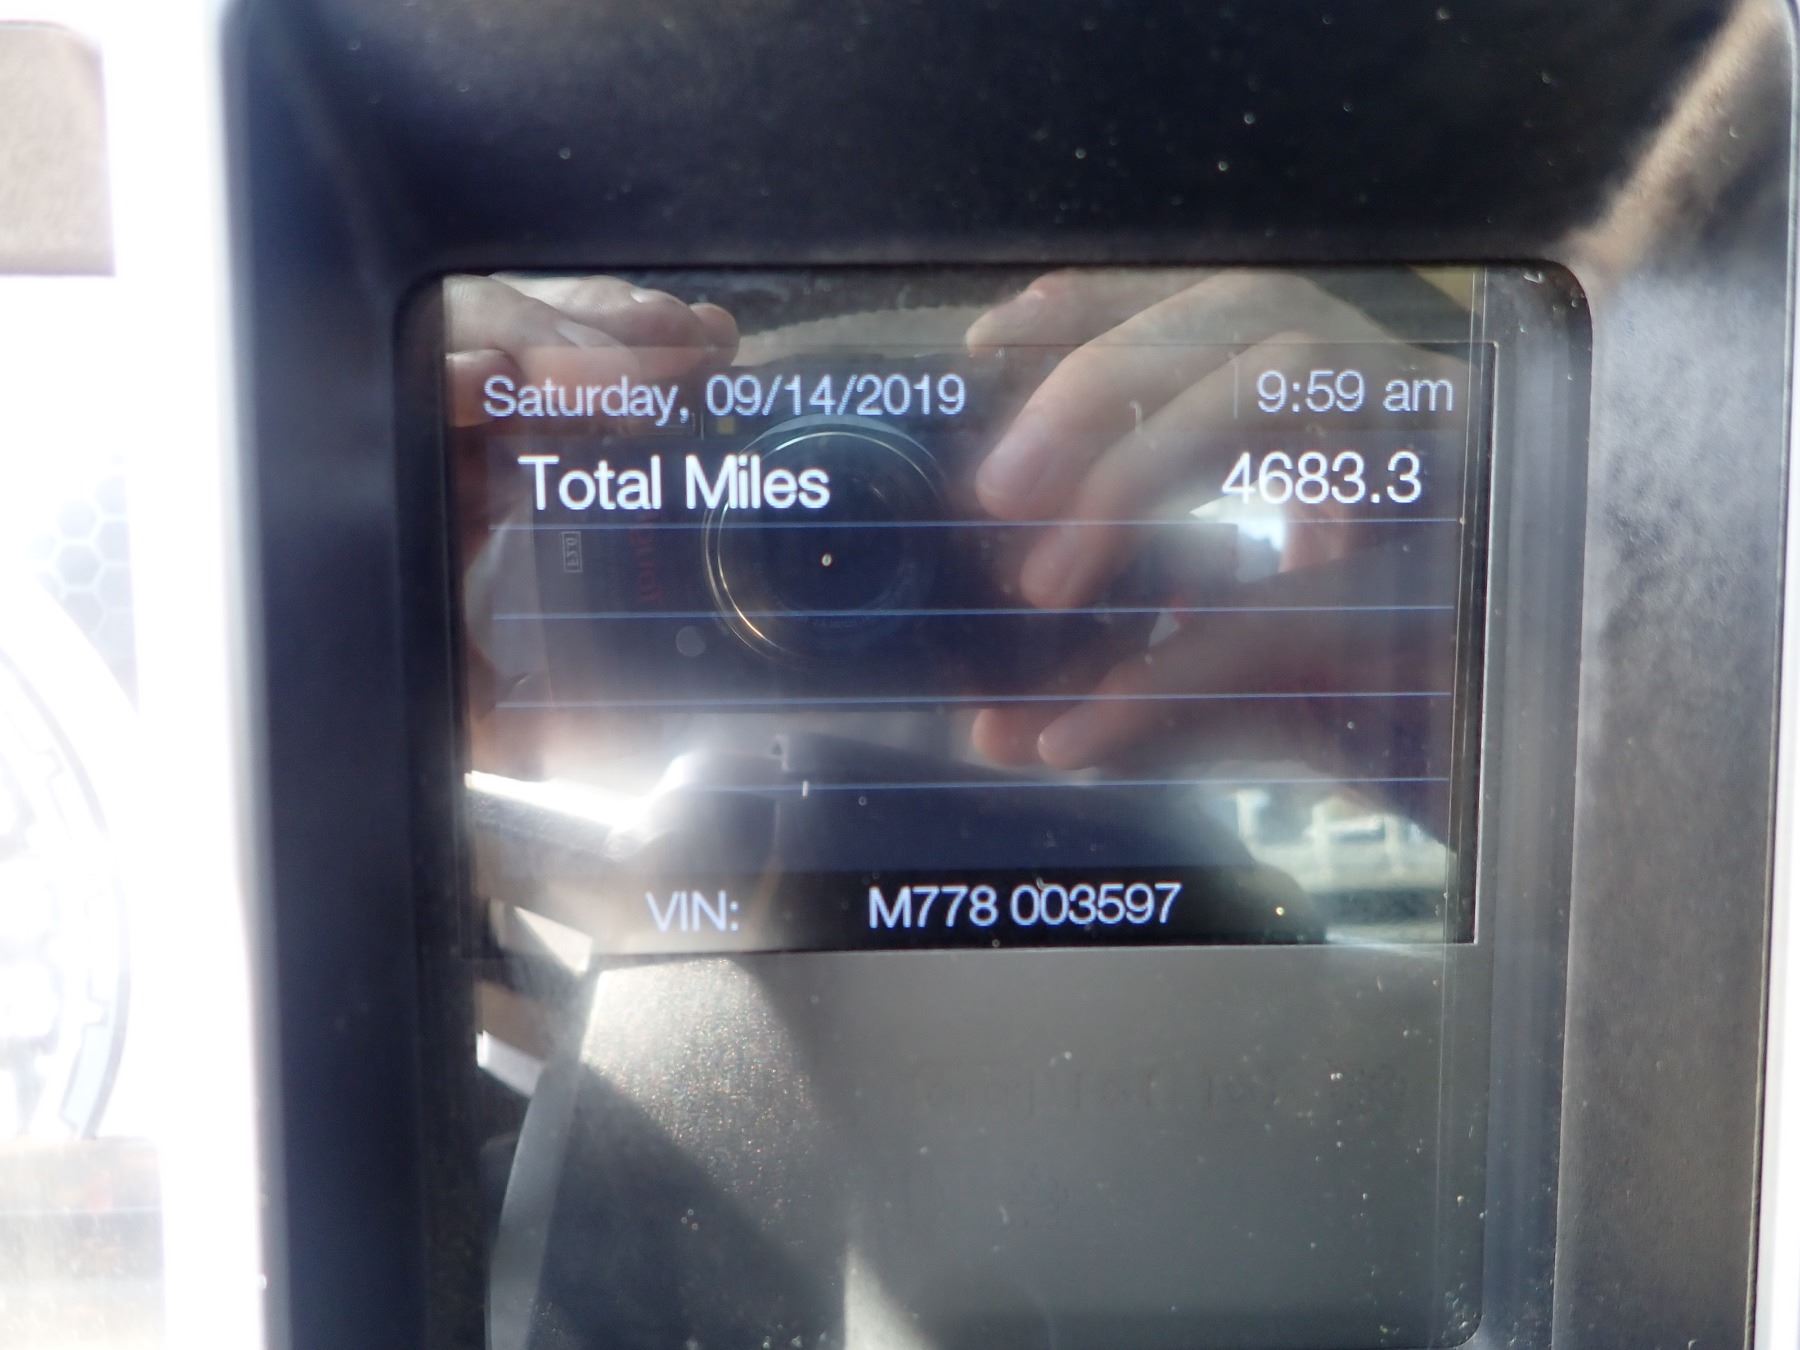 Saturday, 09/14/2019 9:59 am
Total Miles 4683.3
VIN: M778 003597